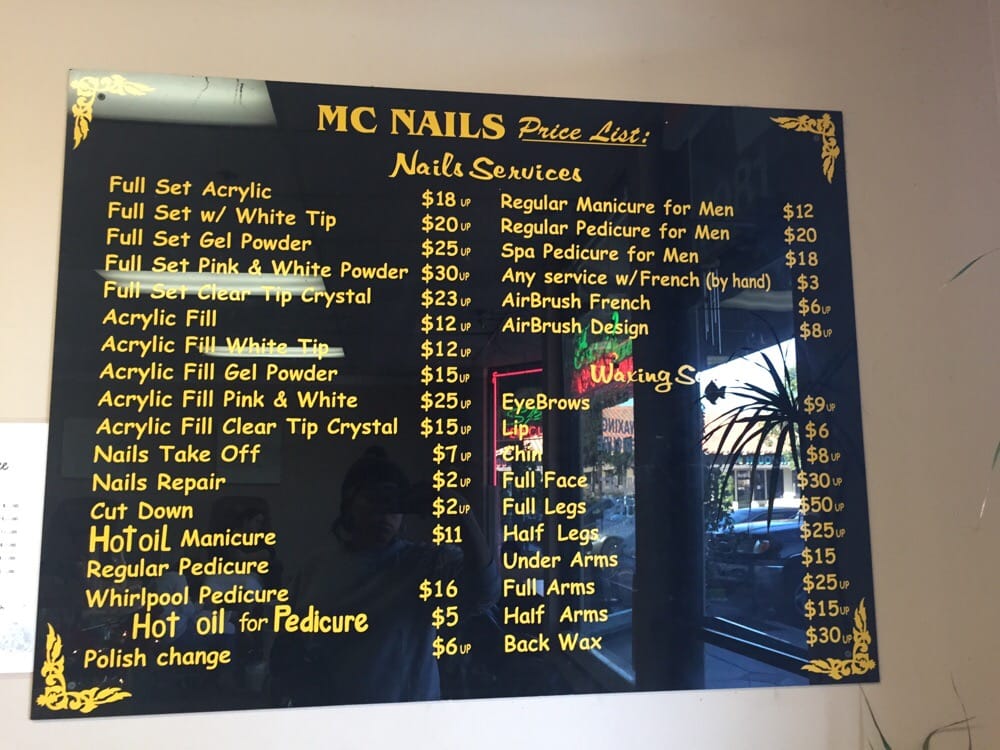 MC NAILS Price List:
Nails Services
Full Set Acrylic $18 UP
Full Set w/ White Tip $20 UP
Full Set Gel Powder $25 UP
Full Set Pink & White Powder $30 UP
Full Set Clear Tip Crystal $23 UP
Acrylic Fill $12 UP
Acrylic Fill White Tip $12 UP
Acrylic Fill Gel Powder $15 UP
Acrylic Fill Pink & White $25 UP
Acrylic Fill Clear Tip Crystal $15 UP
Nails Take Off $7 UP
Nails Repair $2 UP
Cut Down $2 UP
Hot oil Manicure $11
Regular Pedicure
Whirlpool Pedicure $16
Hot oil for Pedicure $5
Polish change $6 UP
Regular Manicure for Men $12
Regular Pedicure for Men $20
Spa Pedicure for Men $18
Any service w/French (by hand) $3
AirBrush French $6 UP
AirBrush Design $8 UP
Waxing
EyeBrows $9 UP
Lip $6
Chin $8 UP
Full Face $30 UP
Full Legs $50 UP
Half Legs $25 UP
Under Arms $15
Full Arms $25 UP
Half Arms $15 UP
Back Wax $30 UP